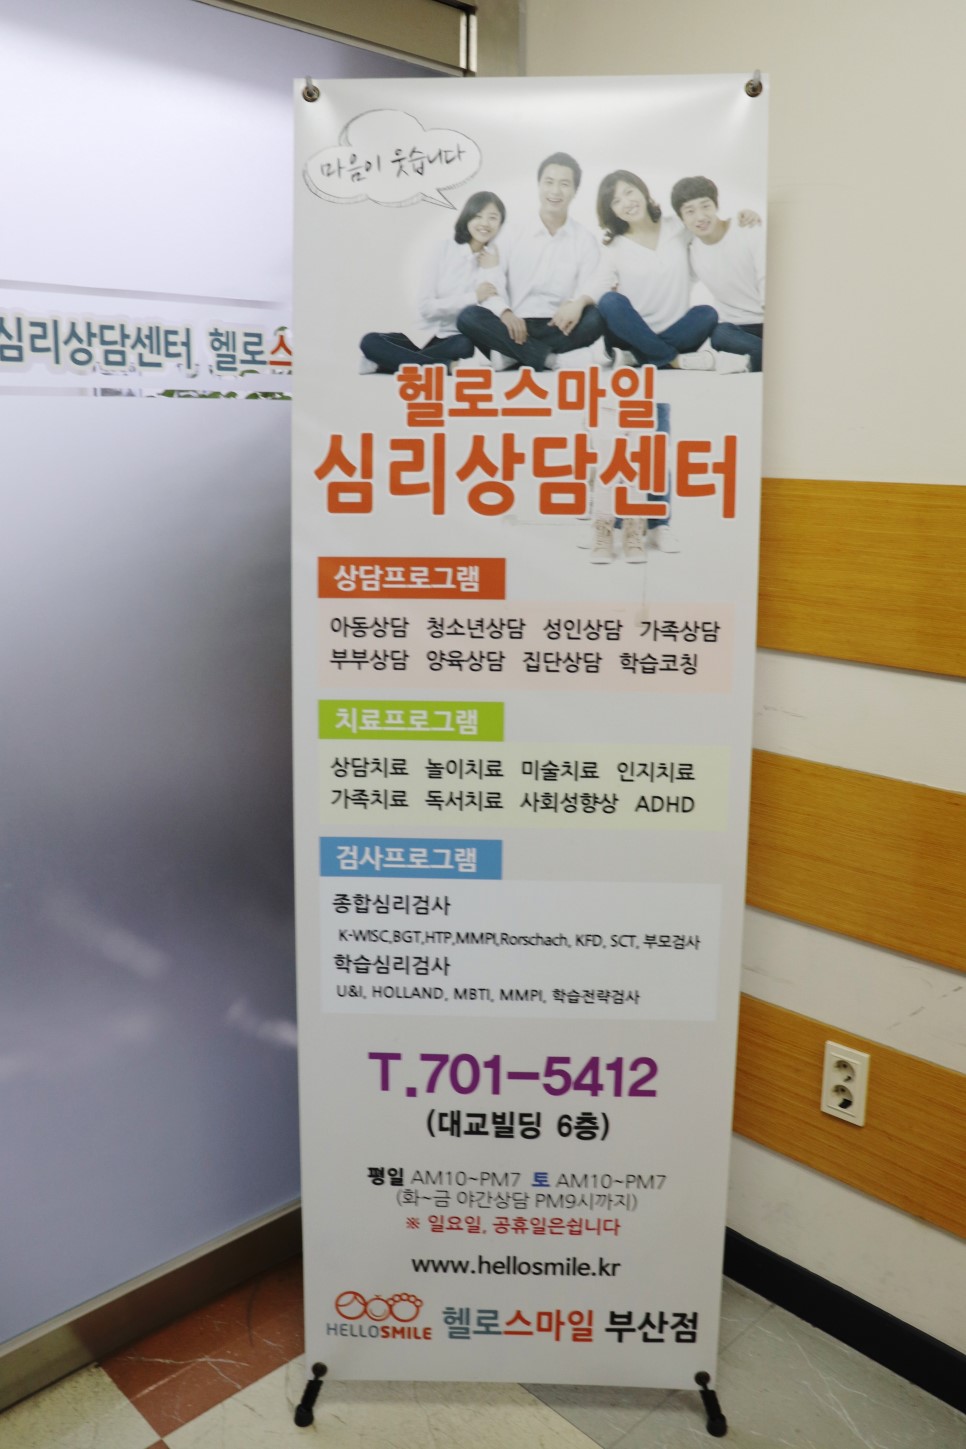 마음이 웃습니다
심리상담센터 헬로스
헬로스마일
심리상담센터
상담프로그램
아동상담 청소년상담 성인상담 가족상담
부부상담 양육상담 집단상담 학습코칭
치료프로그램
상담치료 놀이치료 미술치료 인지치료
가족치료 독서치료 사회성향상 ADHD
검사프로그램
종합심리검사
K-WISC,BGT,HTP,MMPI,Rorschach, KFD, SCT, 부모검사
학습심리검사
U&I, HOLLAND, MBTI, MMPI, 학습전략검사
T.701-5412
(대교빌딩 6층)
평일 AM10~PM7 토 AM10~PM7
(화~금 야간상담 PM9시까지)
※ 일요일, 공휴일은쉽니다
www.hellosmile.kr
HELLOSMILE 헬로스마일 부산점